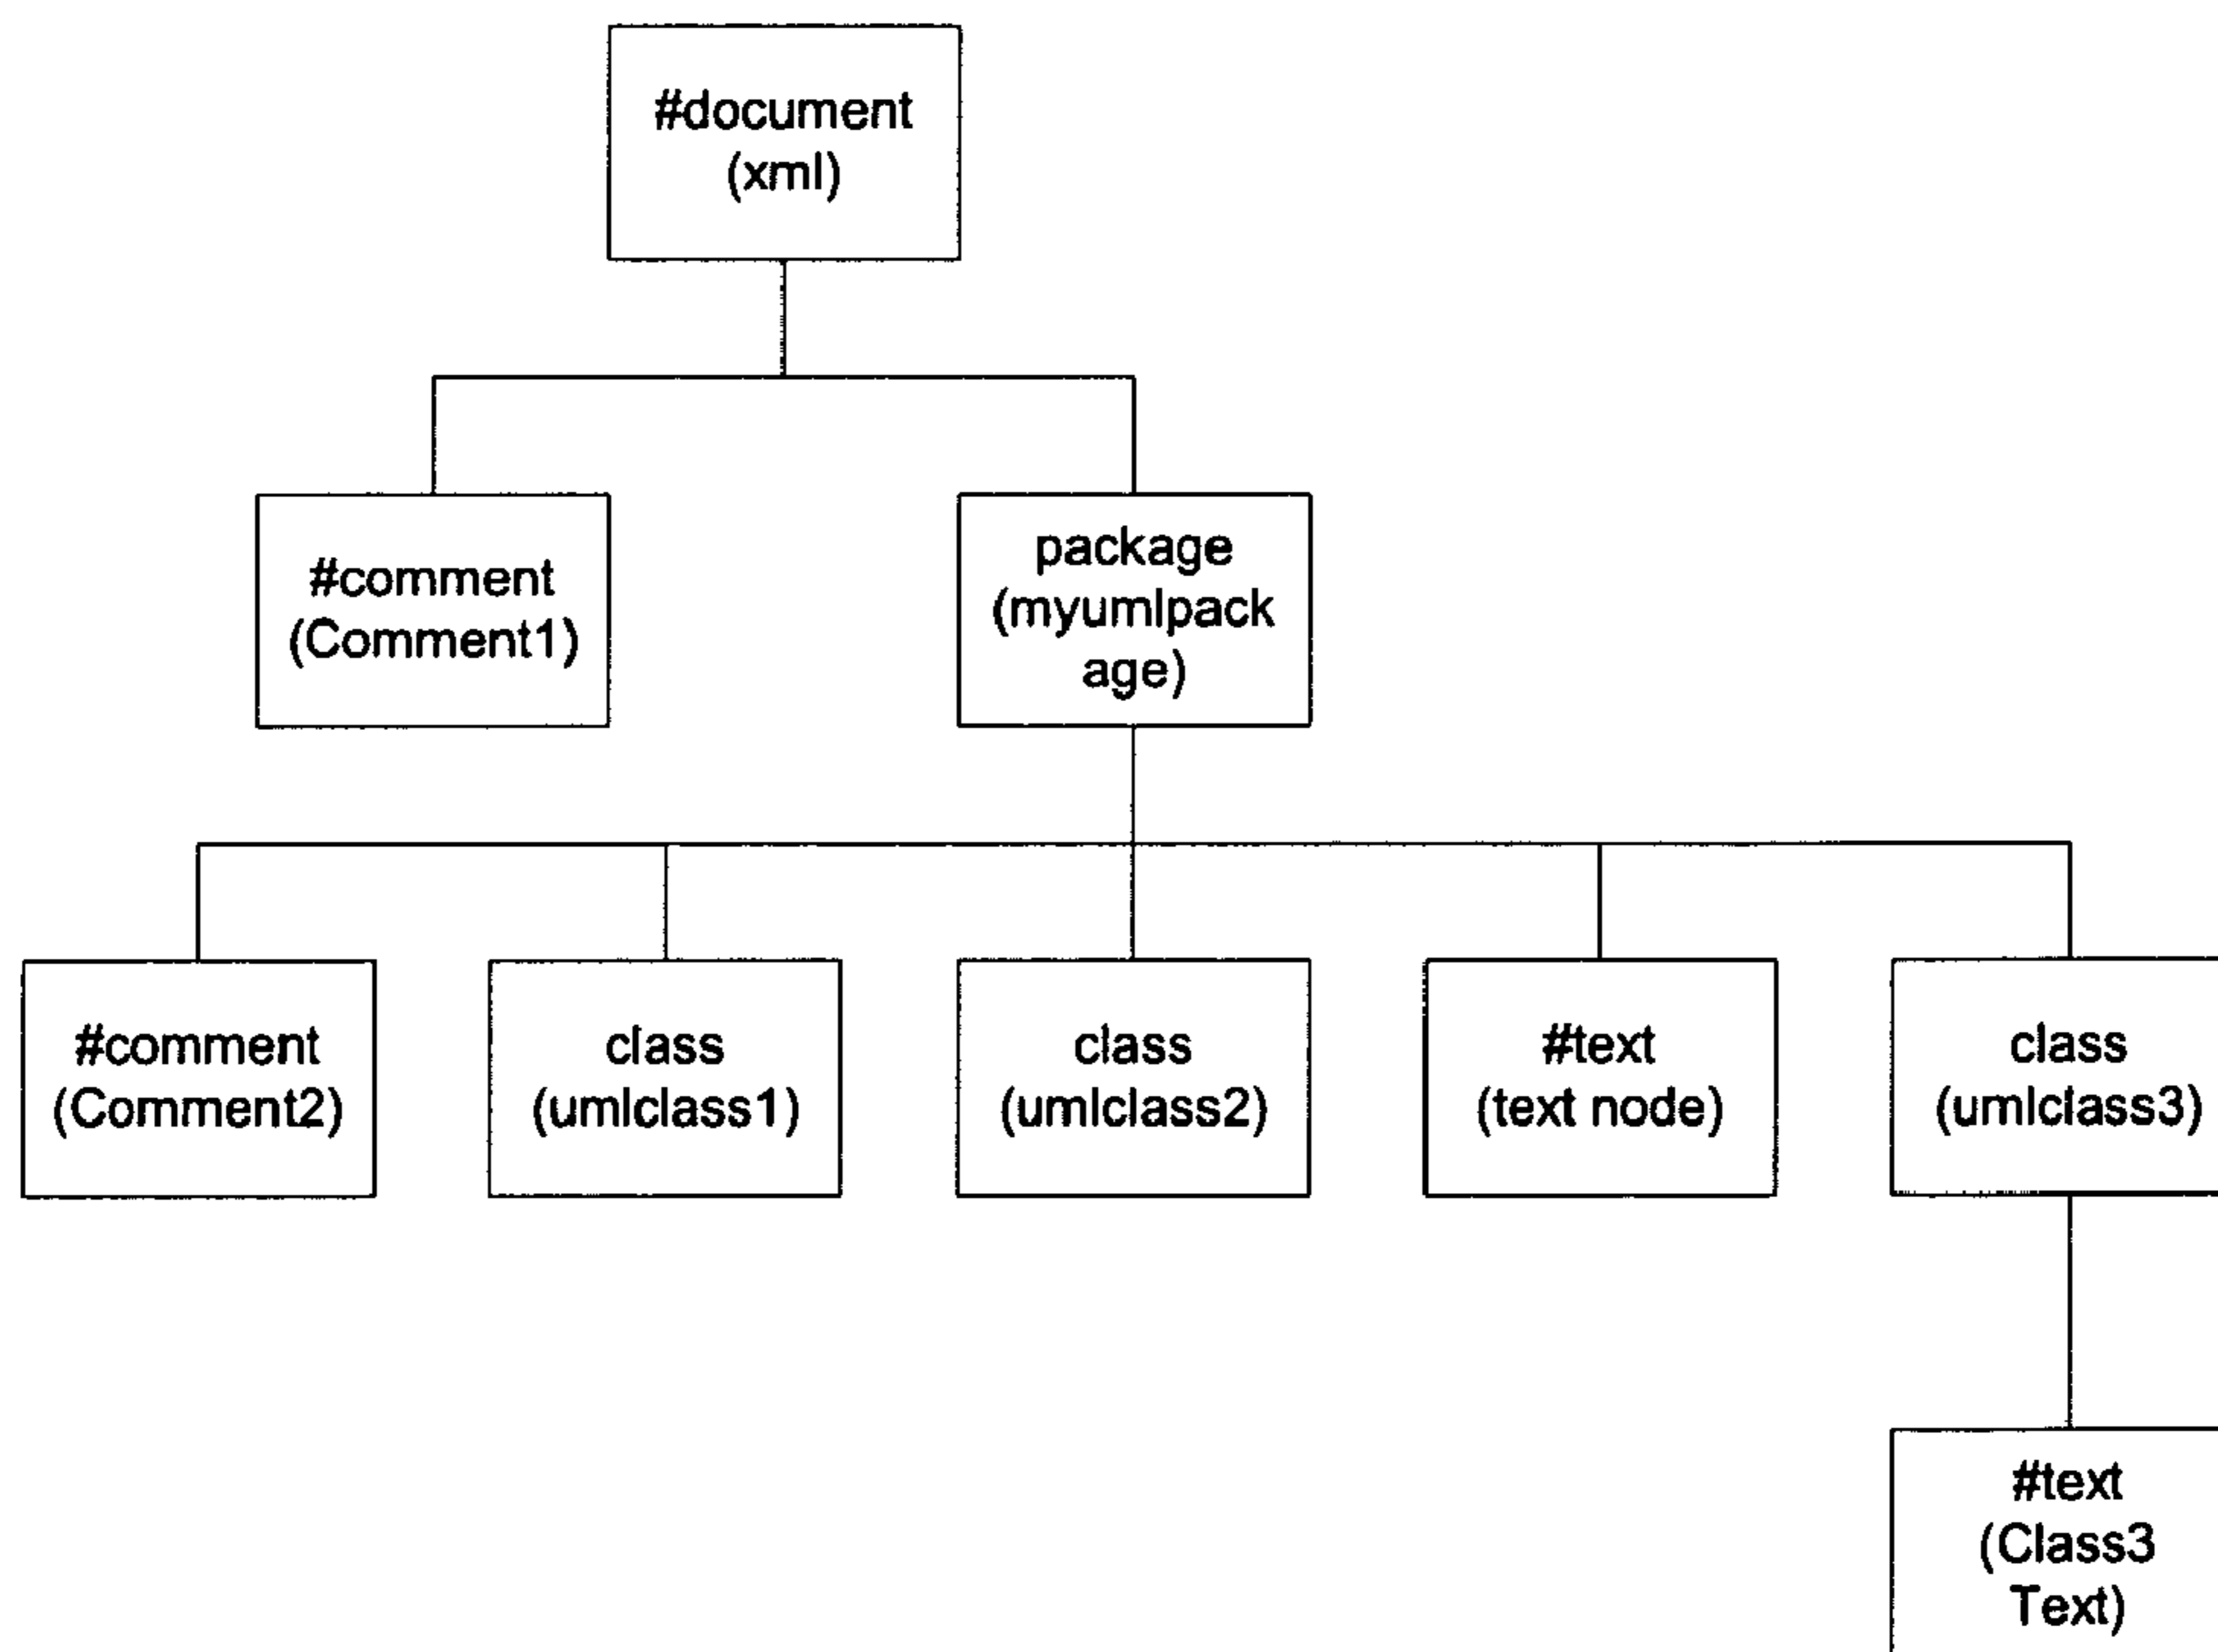 #document
(xml)
#comment
(Comment1)
package
(myumlpack
age)
#comment
(Comment2)
class
(umlclass1)
class
(umlclass2)
#text
(text node)
class
(umlclass3)
#text
(Class3
Text)